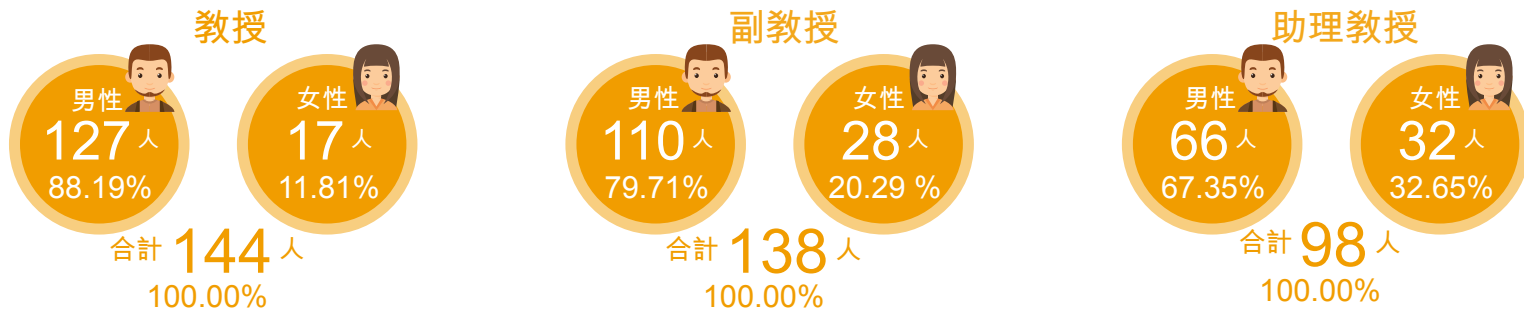 教授
男性
127 人
88.19%
女性
17 人
11.81%
合計 144 人
100.00%
副教授
男性
110 人
79.71%
女性
28 人
20.29 %
合計 138 人
100.00%
助理教授
男性
66 人
67.35%
女性
32 人
32.65%
合計 98 人
100.00%